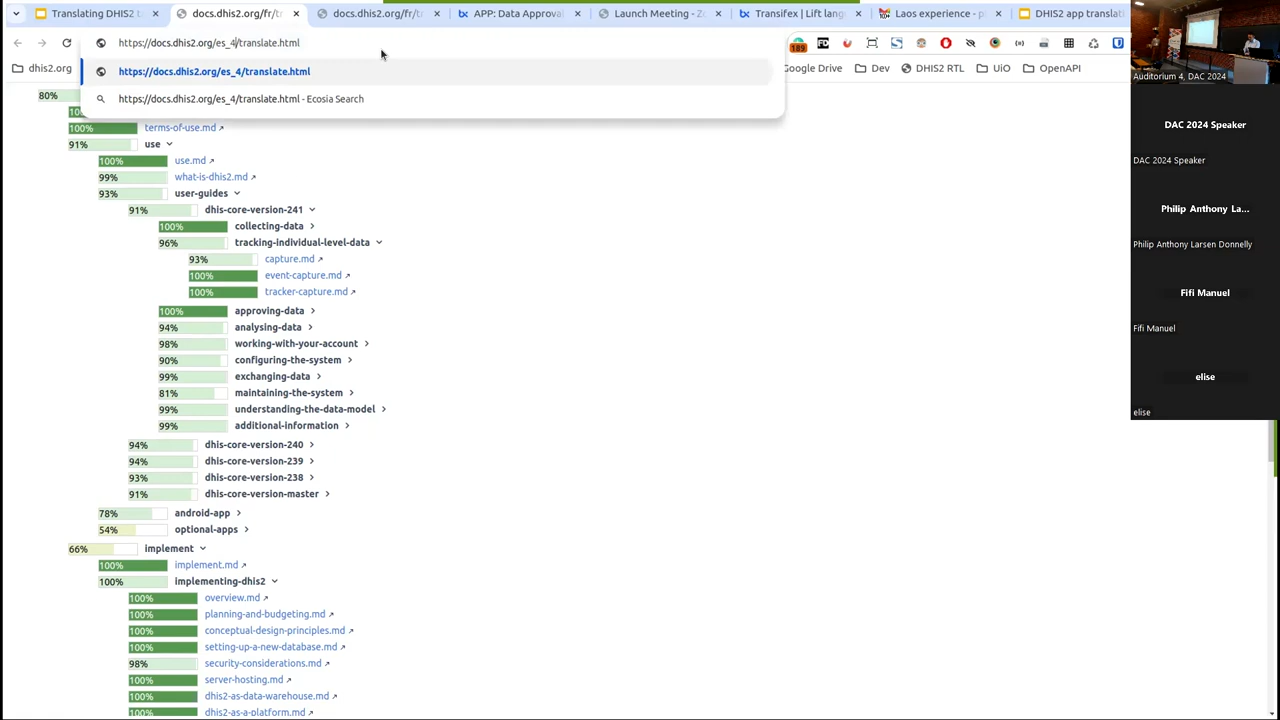 Translating DHIS2 t
docs.dhis2.org/fr/tr
docs.dhis2.org/fr/tr
APP: Data Approval
Launch Meeting - Zo
Transifex | Lift lang
Laos experience - p
DHIS2 app translati
https://docs.dhis2.org/es_4/translate.html
189
https://docs.dhis2.org/es_4/translate.html
https://docs.dhis2.org/es_4/translate.html - Ecosia Search
dhis2.org
Google Drive
Dev
DHIS2 RTL
UiO
OpenAPI
80%
100% terms-of-use.md
91% use
100% use.md
99% what-is-dhis2.md
93% user-guides
91% dhis-core-version-241
100% collecting-data
96% tracking-individual-level-data
93% capture.md
100% event-capture.md
100% tracker-capture.md
100% approving-data
94% analysing-data
98% working-with-your-account
90% configuring-the-system
99% exchanging-data
81% maintaining-the-system
99% understanding-the-data-model
99% additional-information
94% dhis-core-version-240
94% dhis-core-version-239
93% dhis-core-version-238
91% dhis-core-version-master
78% android-app
54% optional-apps
66% implement
100% implement.md
100% implementing-dhis2
100% overview.md
100% planning-and-budgeting.md
100% conceptual-design-principles.md
100% setting-up-a-new-database.md
98% security-considerations.md
100% server-hosting.md
100% dhis2-as-data-warehouse.md
100% dhis2-as-a-platform.md
Auditorium 4, DAC 2024
DAC 2024 Speaker
DAC 2024 Speaker
Philip Anthony La...
Philip Anthony Larsen Donnelly
Fifi Manuel
Fifi Manuel
elise
elise